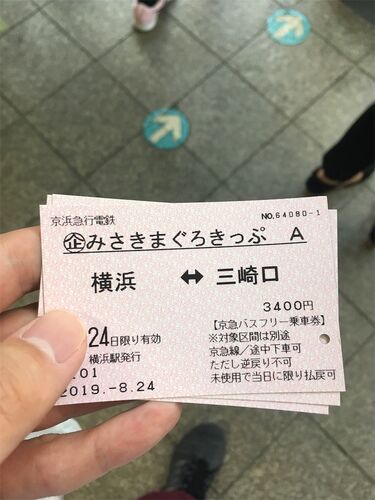 京浜急行電鉄
NO.64080-1
企みさきまぐろきっぷ A
横浜 ↔ 三崎口
3400円
【京急バスフリー乗車券】
24日限り有効
※対象区間は別途
横浜駅発行
京急線/途中下車可
01
ただし逆戻り不可
2019.-8.24
未使用で当日に限り払戻可